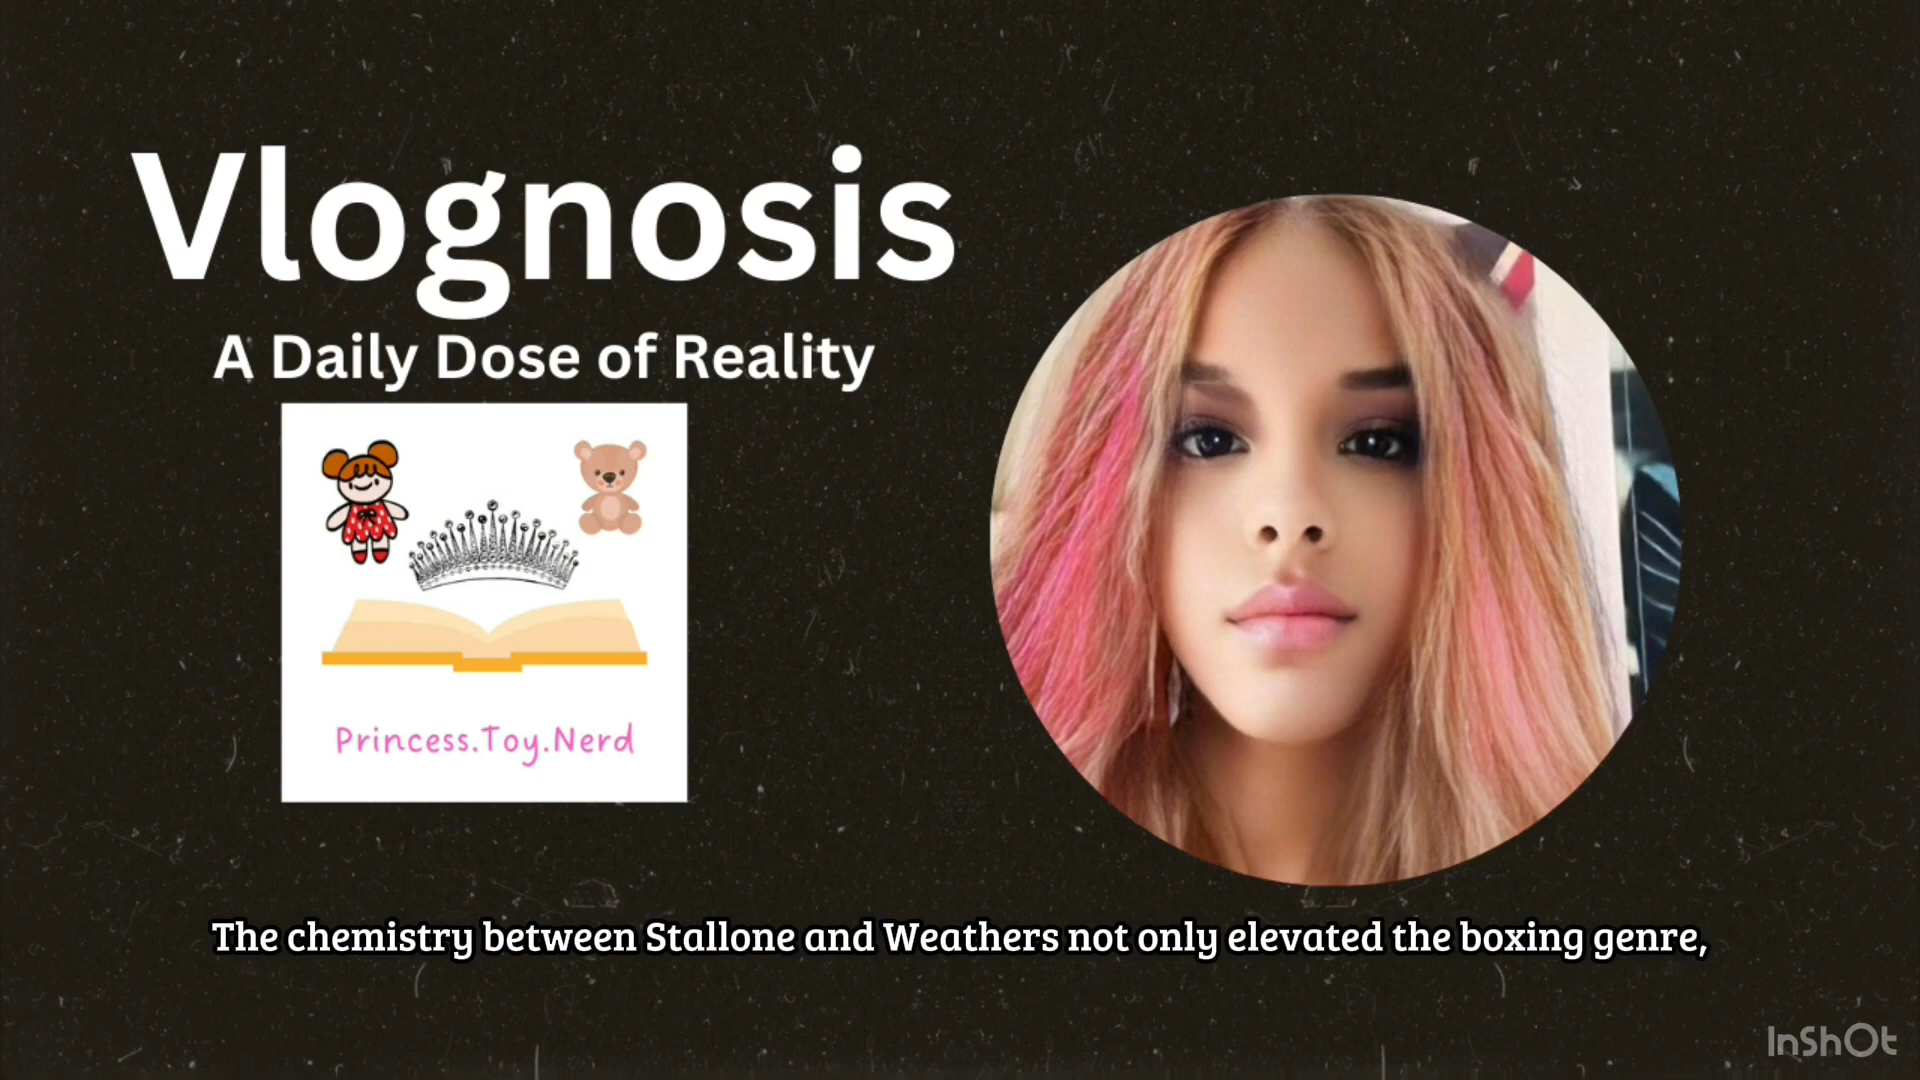 Vlognosis
A Daily Dose of Reality
Princess.Toy.Nerd
The chemistry between Stallone and Weathers not only elevated the boxing genre,
InShOt